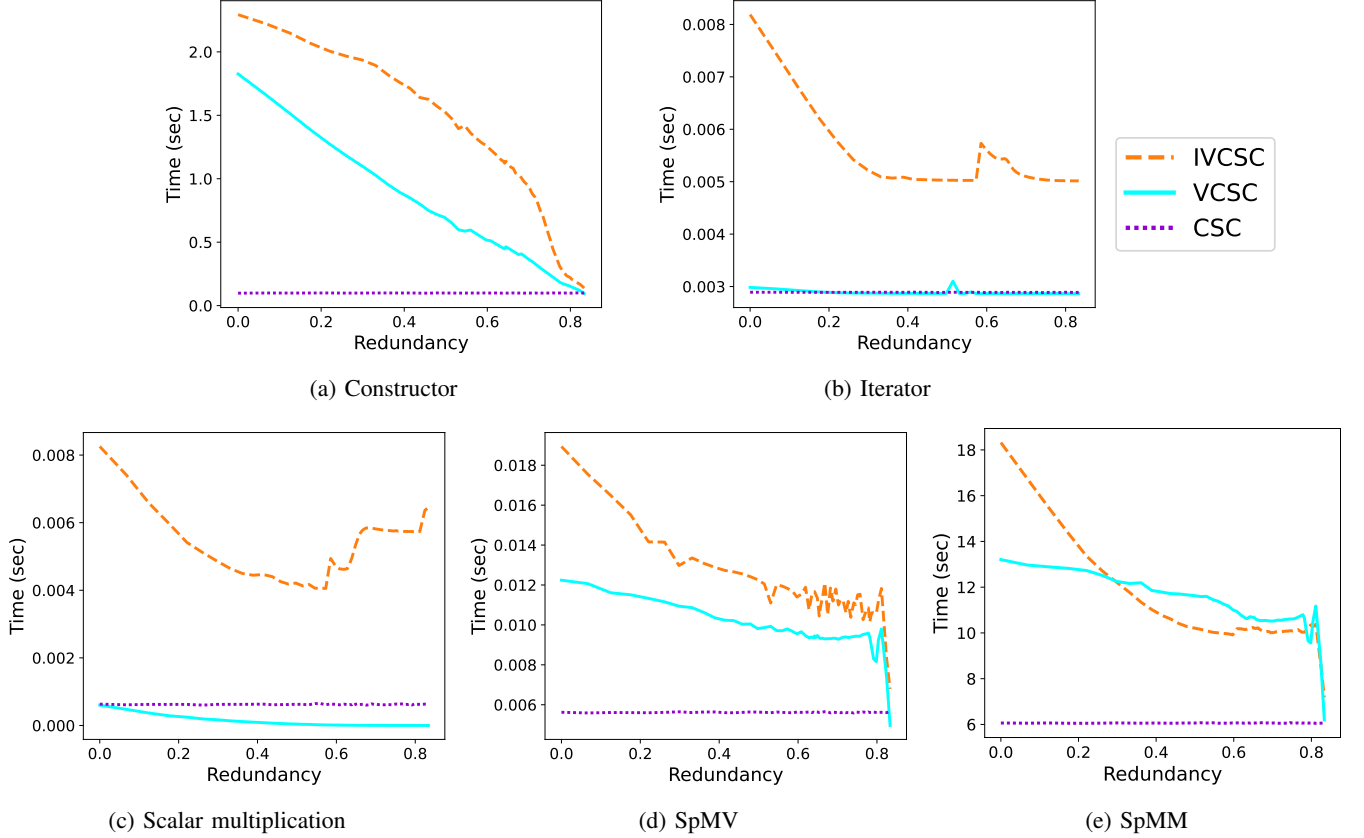 2.0
1.5
1.0
0.5
0.0
Time (sec)
0.0 0.2 0.4 0.6 0.8
Redundancy
(a) Constructor
0.008
0.007
0.006
0.005
0.004
0.003
Time (sec)
0.0 0.2 0.4 0.6 0.8
Redundancy
(b) Iterator
IVCSC
VCSC
CSC
0.008
0.006
0.004
0.002
0.000
Time (sec)
0.0 0.2 0.4 0.6 0.8
Redundancy
(c) Scalar multiplication
0.018
0.016
0.014
0.012
0.010
0.008
0.006
Time (sec)
0.0 0.2 0.4 0.6 0.8
Redundancy
(d) SpMV
18
16
14
12
10
8
6
Time (sec)
0.0 0.2 0.4 0.6 0.8
Redundancy
(e) SpMM